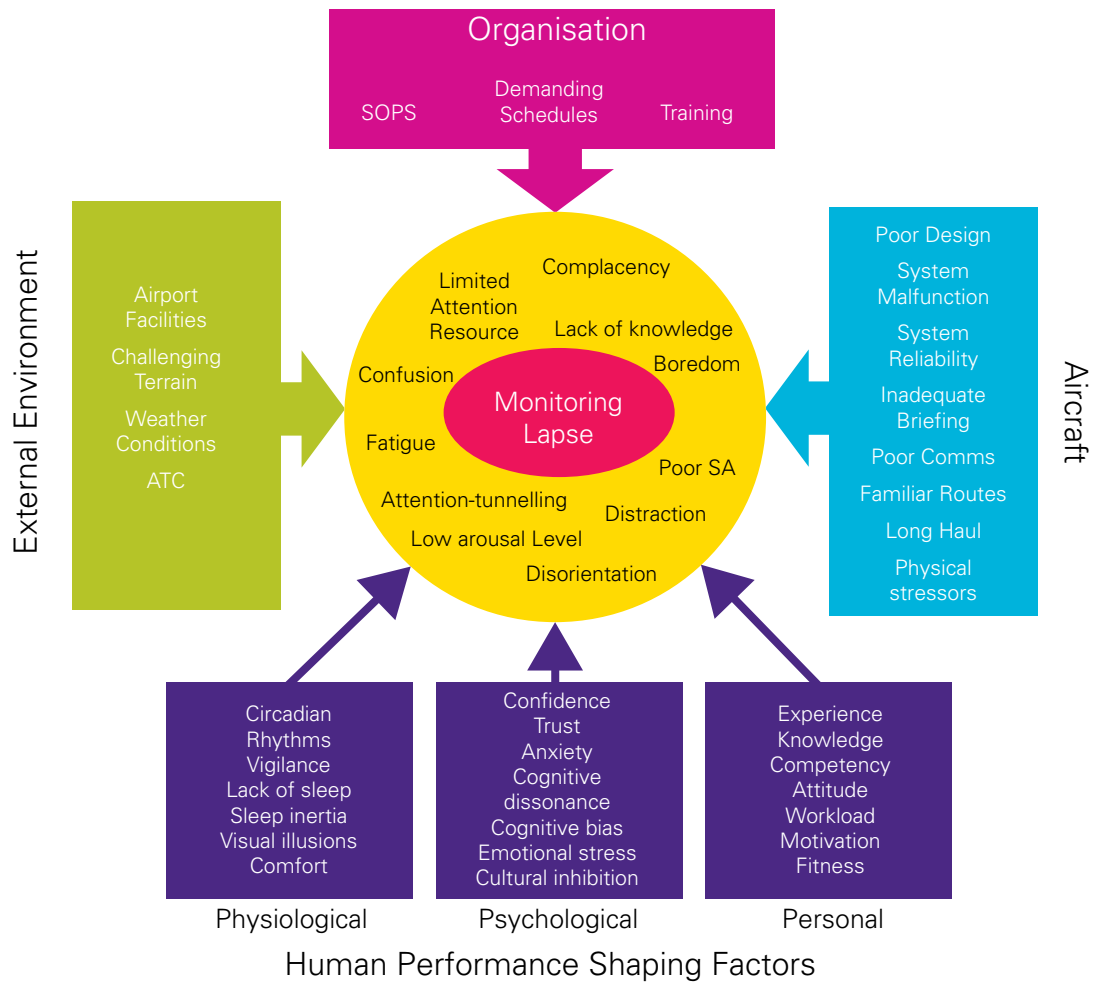 Organisation
SOPS
Demanding
Schedules
Training
External Environment
Airport
Facilities
Challenging
Terrain
Weather
Conditions
ATC
Complacency
Limited
Attention
Resource
Lack of knowledge
Boredom
Confusion
Monitoring
Lapse
Fatigue
Poor SA
Attention-tunnelling
Distraction
Low arousal Level
Disorientation
Poor Design
System
Malfunction
System
Reliability
Inadequate
Briefing
Poor Comms
Familiar Routes
Long Haul
Physical
stressors
Aircraft
Circadian
Rhythms
Vigilance
Lack of sleep
Sleep inertia
Visual illusions
Comfort
Physiological
Confidence
Trust
Anxiety
Cognitive
dissonance
Cognitive bias
Emotional stress
Cultural inhibition
Psychological
Experience
Knowledge
Competency
Attitude
Workload
Motivation
Fitness
Personal
Human Performance Shaping Factors